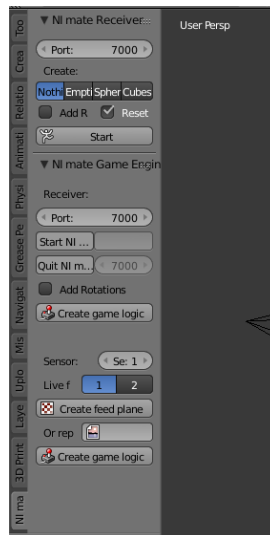 Too
Crea
Relatio
Animati
Physi
Grease Pe
Navigat
Mis
Uplo
Laye
3D Print
NI ma
NI mate Receiver
Port: 7000
Create:
Noth Empti Spher Cubes
Add R Reset
Start
NI mate Game Engin
Receiver:
Port: 7000
Start NI ...
Quit NI m... 7000
Add Rotations
Create game logic
Sensor: Se: 1
Live f 1 2
Create feed plane
Or rep
Create game logic
User Persp